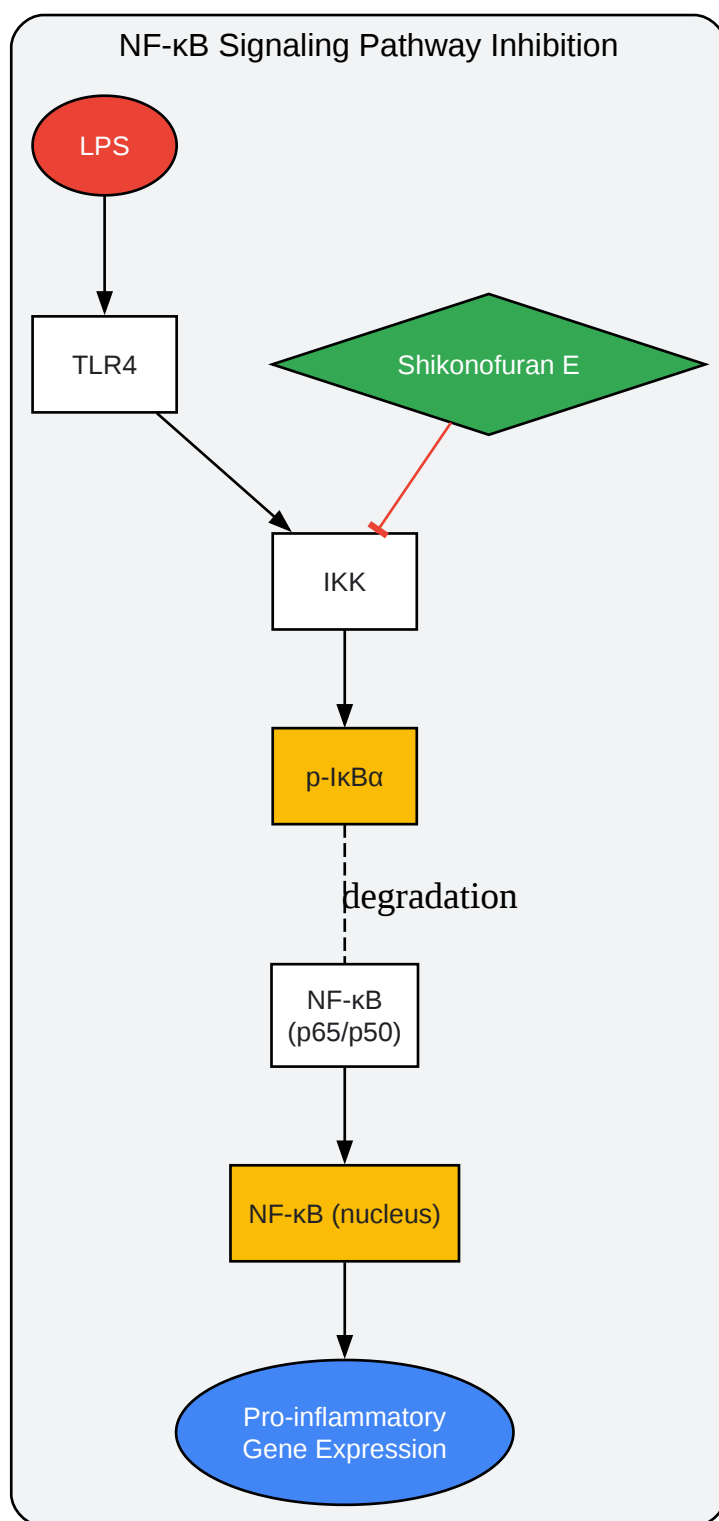 NF-κB Signaling Pathway Inhibition
LPS
TLR4
Shikonofuran E
IKK
p-IκBα
degradation
NF-κB
(p65/p50)
NF-κB (nucleus)
Pro-inflammatory
Gene Expression